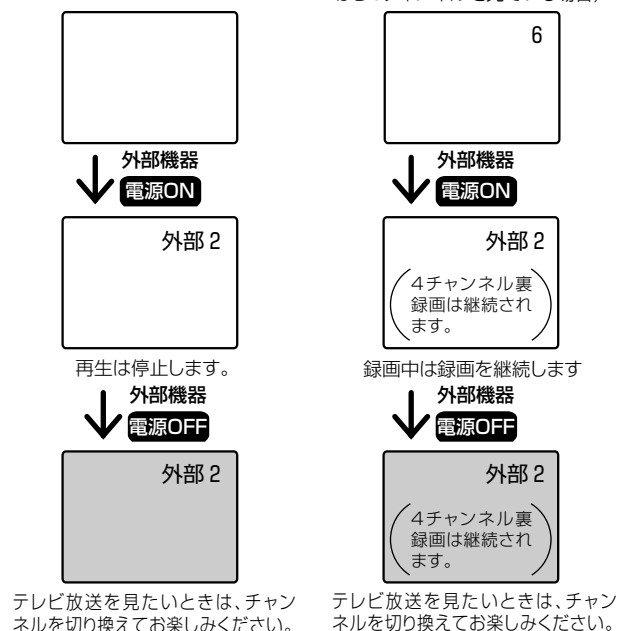 外部機器
電源ON
外部 2
再生は停止します。
外部機器
電源OFF
外部 2
テレビ放送を見たいときは、チャン
ネルを切り換えてお楽しみください。
6
外部機器
電源ON
外部 2
4チャンネル裏
録画は継続され
ます。
録画中は録画を継続します
外部機器
電源OFF
外部 2
4チャンネル裏
録画は継続され
ます。
テレビ放送を見たいときは、チャン
ネルを切り換えてお楽しみください。